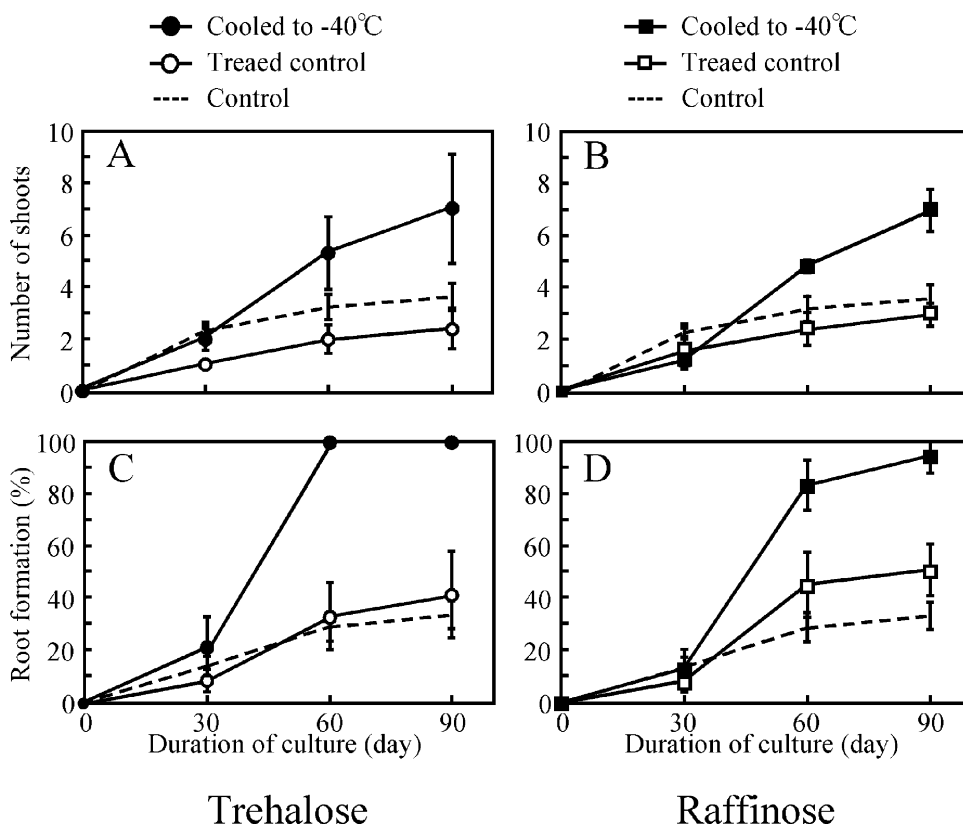 Cooled to -40℃
Treaed control
Control
Cooled to -40℃
Treaed control
Control
Number of shoots
10
8
6
4
2
0
A
10
8
6
4
2
0
B
Root formation (%)
100
80
60
40
20
0
C
0 30 60 90
Duration of culture (day)
100
80
60
40
20
0
D
0 30 60 90
Duration of culture (day)
Trehalose
Raffinose